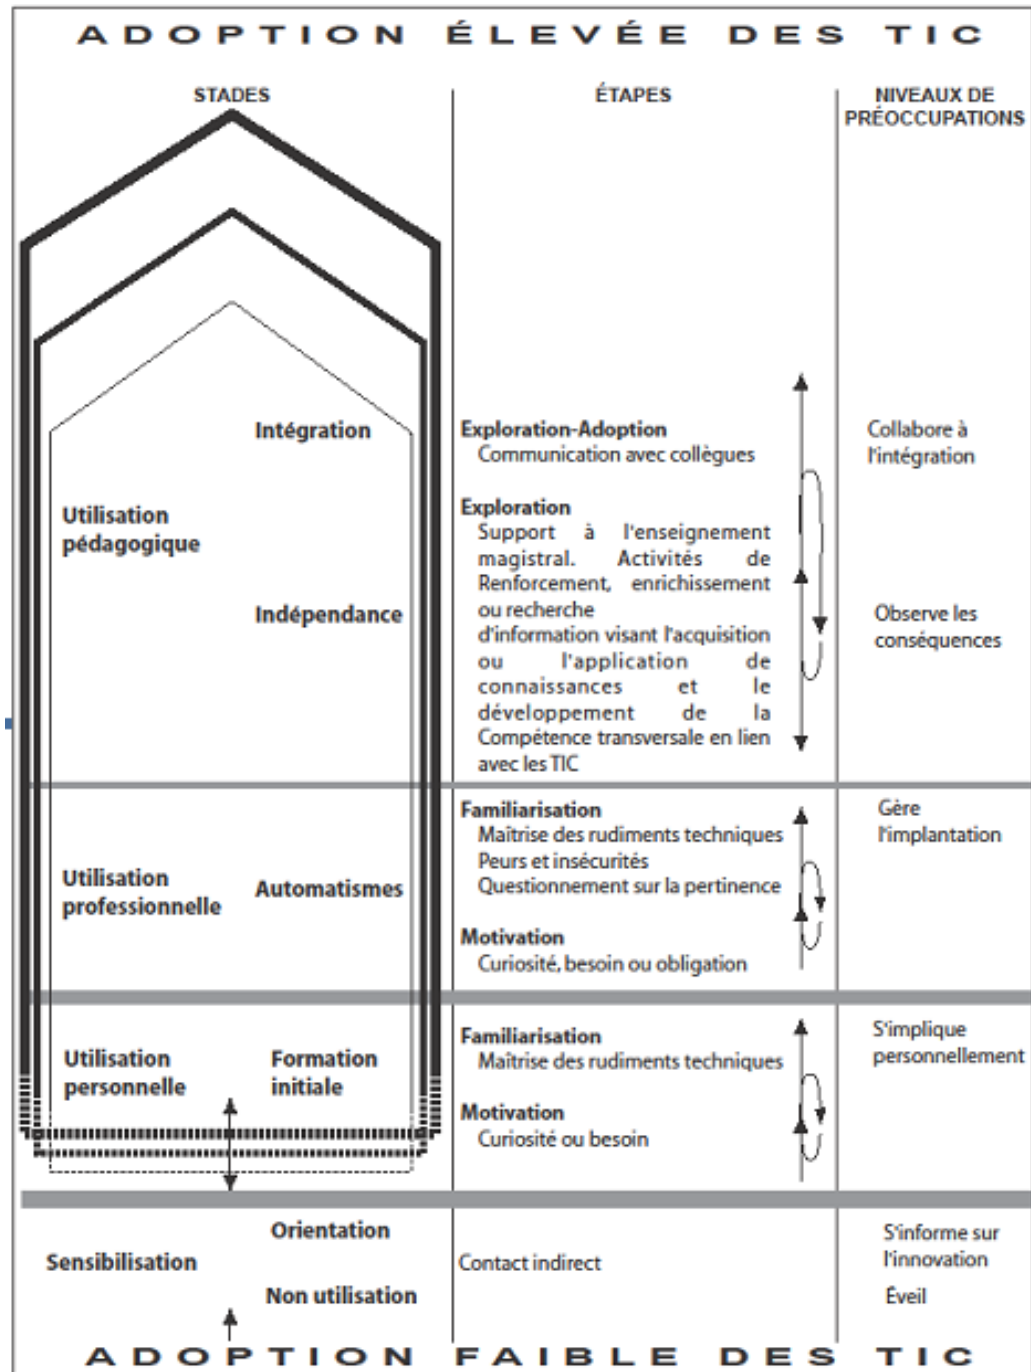 ADOPTION ÉLEVÉE DES TIC
STADES
ÉTAPES
NIVEAUX DE
PRÉOCCUPATIONS
Intégration
Exploration-Adoption
Communication avec collègues
Collabore à
l'intégration
Utilisation
pédagogique
Exploration
Support à l'enseignement
magistral. Activités de
Renforcement, enrichissement
ou recherche
d'information visant l'acquisition
ou l'application de
connaissances et le
développement de la
Compétence transversale en lien
avec les TIC
Indépendance
Observe les
conséquences
Utilisation
professionnelle
Automatismes
Familiarisation
Maîtrise des rudiments techniques
Peurs et insécurités
Questionnement sur la pertinence
Motivation
Curiosité, besoin ou obligation
Gère
l'implantation
Utilisation
personnelle
Formation
initiale
Familiarisation
Maîtrise des rudiments techniques
Motivation
Curiosité ou besoin
S'implique
personnellement
Orientation
Sensibilisation
Non utilisation
Contact indirect
S'informe sur
l'innovation
Éveil
ADOPTION FAIBLE DES TIC